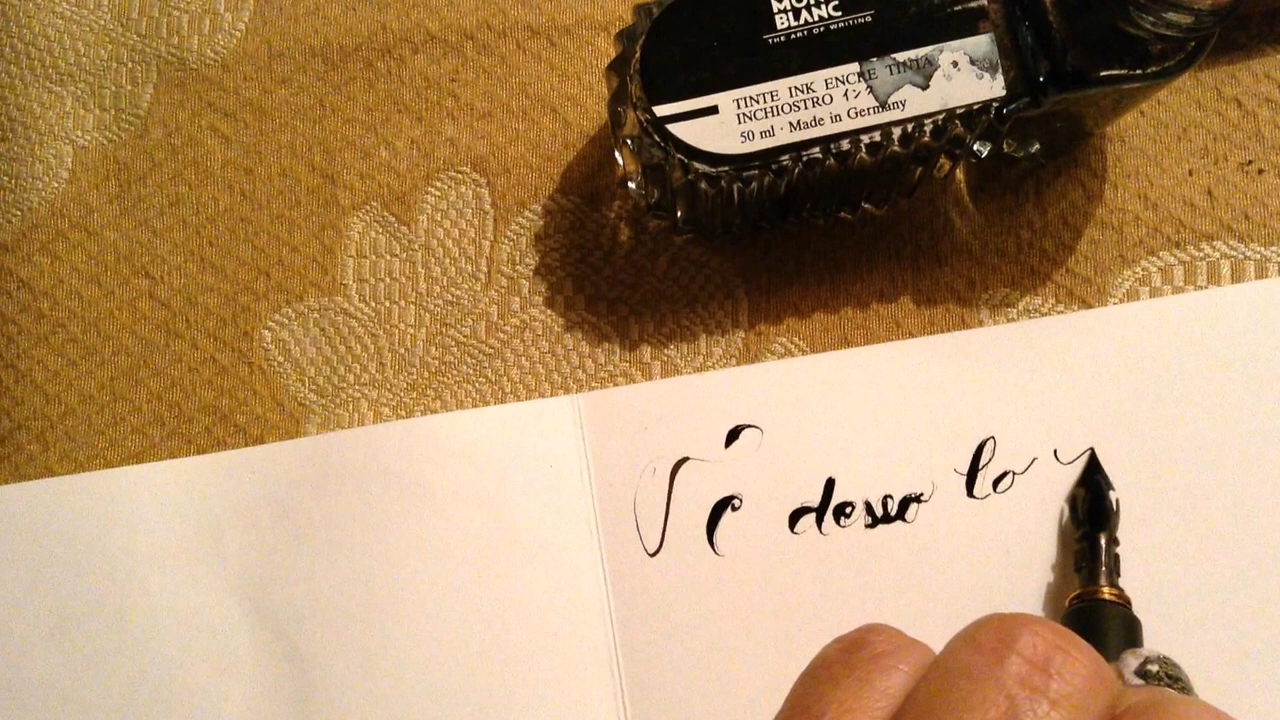 MONT
BLANC
THE ART OF WRITING
TINTE INK ENCRE TINTA
INCHIOSTRO インク
50 ml · Made in Germany
Te deseo lo